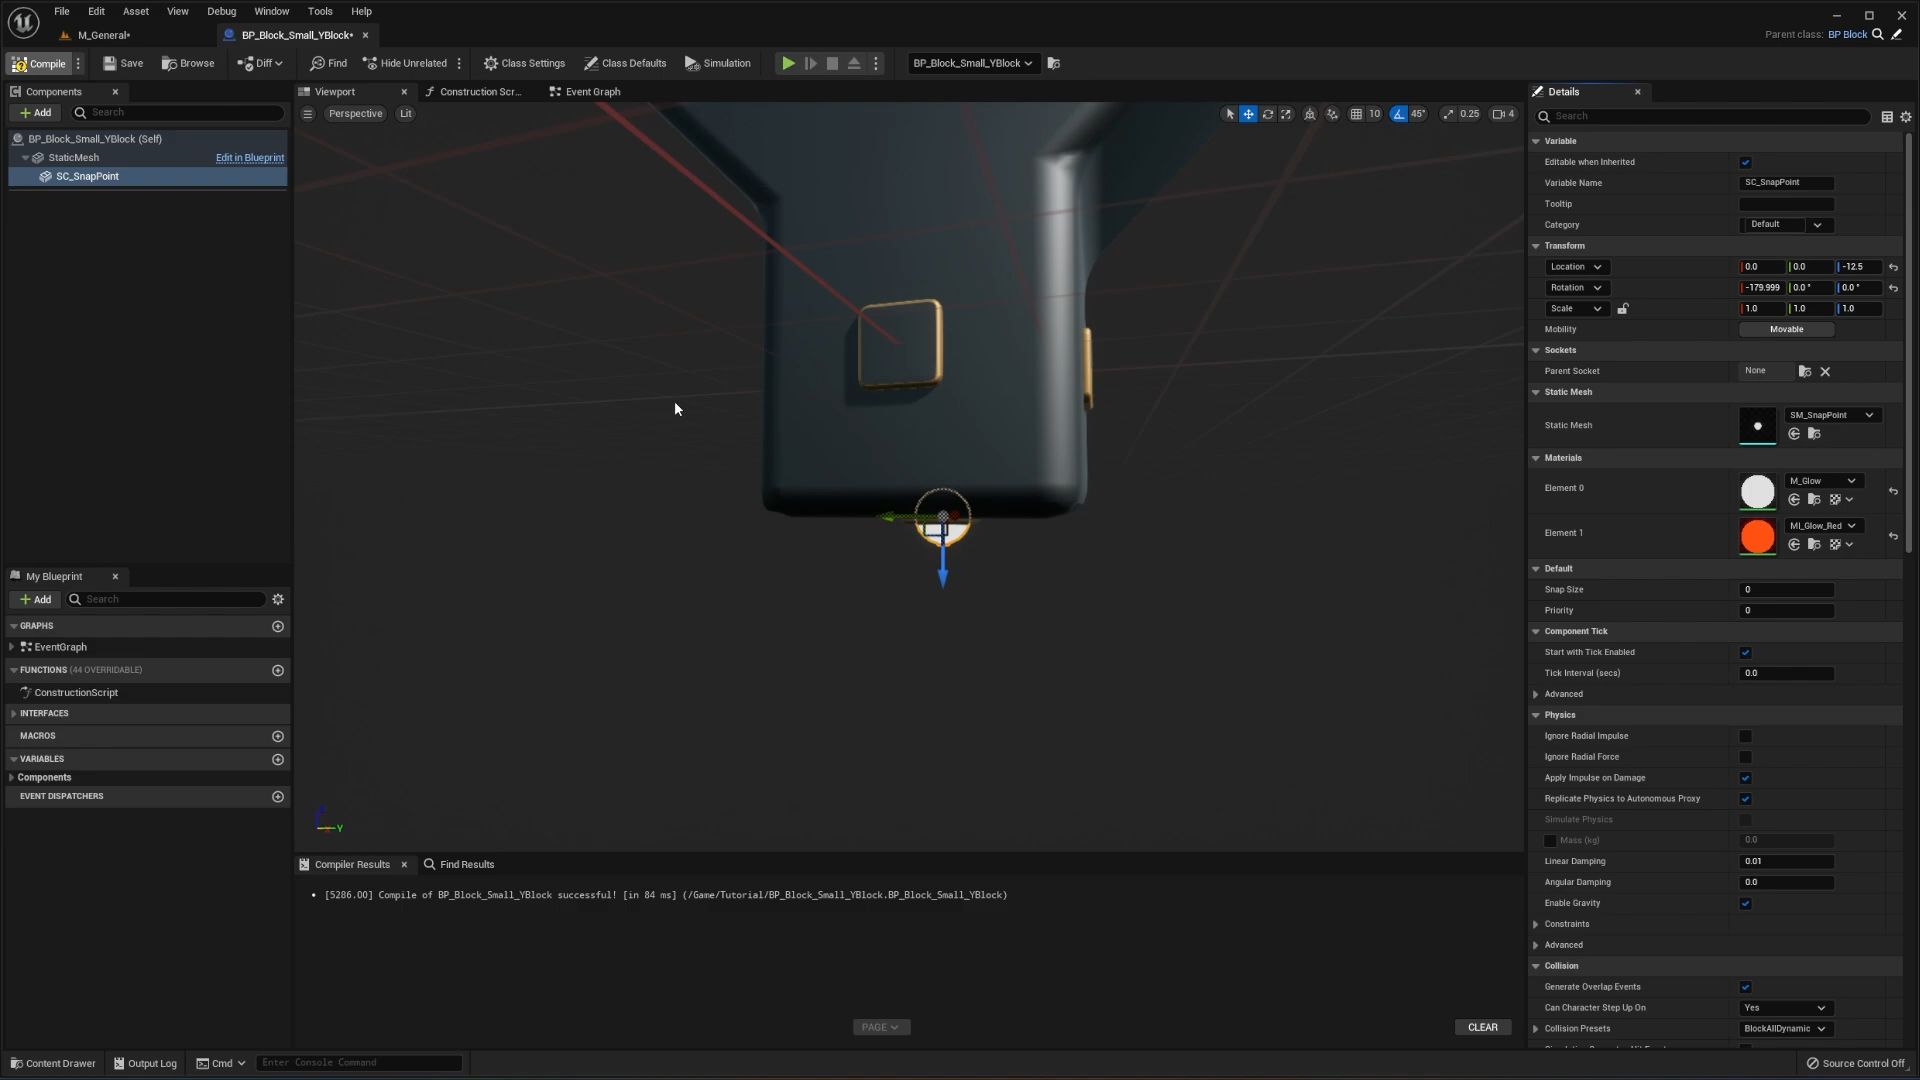 File Edit Asset View Debug Window Tools Help
M_General*
BP_Block_Small_YBlock*
Parent class: BP Block
Compile Save Browse Diff Find Hide Unrelated Class Settings Class Defaults Simulation BP_Block_Small_YBlock
Components
Add Search
BP_Block_Small_YBlock (Self)
StaticMesh Edit in Blueprint
SC_SnapPoint
My Blueprint
Add Search
GRAPHS
EventGraph
FUNCTIONS (44 OVERRIDABLE)
ConstructionScript
INTERFACES
MACROS
VARIABLES
Components
EVENT DISPATCHERS
Viewport Construction Scr... Event Graph
Perspective Lit 10 45° 0.25 4
Y
Compiler Results Find Results
[5286.00] Compile of BP_Block_Small_YBlock successful! [in 84 ms] (/Game/Tutorial/BP_Block_Small_YBlock.BP_Block_Small_YBlock)
PAGE CLEAR
Details
Search
Variable
Editable when Inherited
Variable Name SC_SnapPoint
Tooltip
Category Default
Transform
Location 0.0 0.0 -12.5
Rotation -179.999 0.0 ° 0.0 °
Scale 1.0 1.0 1.0
Mobility Movable
Sockets
Parent Socket None
Static Mesh
Static Mesh SM_SnapPoint
Materials
Element 0 M_Glow
Element 1 MI_Glow_Red
Default
Snap Size 0
Priority 0
Component Tick
Start with Tick Enabled
Tick Interval (secs) 0.0
Advanced
Physics
Ignore Radial Impulse
Ignore Radial Force
Apply Impulse on Damage
Replicate Physics to Autonomous Proxy
Simulate Physics
Mass (kg) 0.0
Linear Damping 0.01
Angular Damping 0.0
Enable Gravity
Constraints
Advanced
Collision
Generate Overlap Events
Can Character Step Up On Yes
Collision Presets BlockAllDynamic
Content Drawer Output Log Cmd Enter Console Command Source Control Off